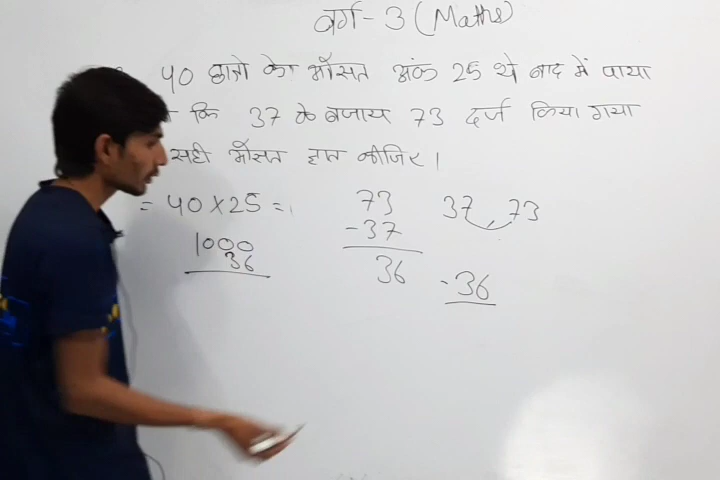 वर्ग - 3 (Maths)
40 छात्रो का औसत अंक 25 थे बाद में पाया
कि 37 के बजाय 73 दर्ज किया गया
सही औसत ज्ञात कीजिए।
= 40 x 25 =
1000
36
73
- 37
36
37 73
- 36